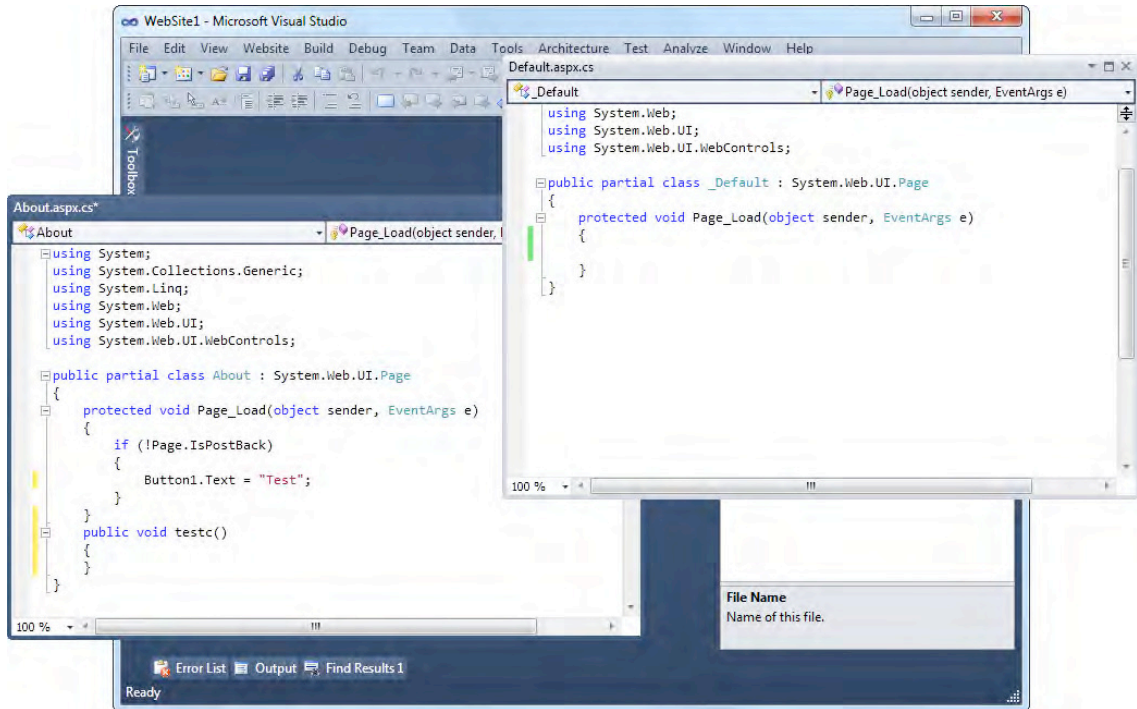 WebSite1 - Microsoft Visual Studio
File Edit View Website Build Debug Team Data Tools Architecture Test Analyze Window Help
Toolbox
Default.aspx.cs
_Default
Page_Load(object sender, EventArgs e)
using System.Web;
using System.Web.UI;
using System.Web.UI.WebControls;
public partial class _Default : System.Web.UI.Page
{
protected void Page_Load(object sender, EventArgs e)
{
}
}
100 %
About.aspx.cs*
About
Page_Load(object sender,
using System;
using System.Collections.Generic;
using System.Linq;
using System.Web;
using System.Web.UI;
using System.Web.UI.WebControls;
public partial class About : System.Web.UI.Page
{
protected void Page_Load(object sender, EventArgs e)
{
if (!Page.IsPostBack)
{
Button1.Text = "Test";
}
}
public void testc()
{
}
}
100 %
File Name
Name of this file.
Error List Output Find Results 1
Ready